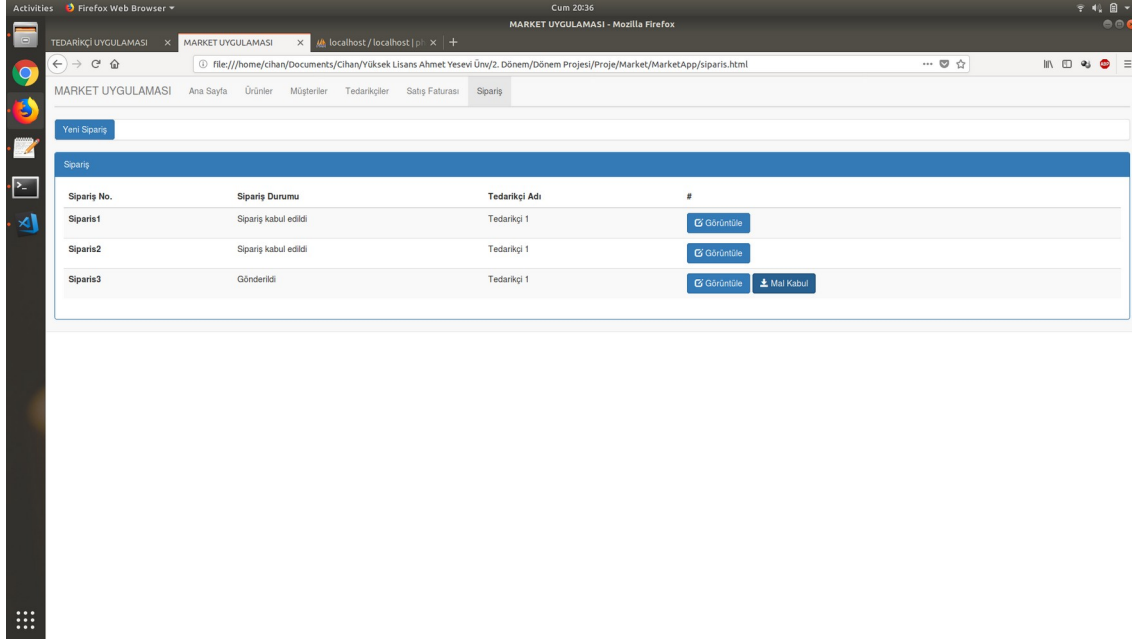 Activities Firefox Web Browser Cum 20:36
MARKET UYGULAMASI - Mozilla Firefox
TEDARİKÇİ UYGULAMASI MARKET UYGULAMASI localhost / localhost | ph
file:///home/cihan/Documents/Cihan/Yüksek Lisans Ahmet Yesevi Ünv/2. Dönem/Dönem Projesi/Proje/Market/MarketApp/siparis.html
MARKET UYGULAMASI Ana Sayfa Ürünler Müşteriler Tedarikçiler Satış Faturası Sipariş
Yeni Sipariş
Sipariş
Sipariş No. Sipariş Durumu Tedarikçi Adı #
Siparis1 Sipariş kabul edildi Tedarikçi 1 Görüntüle
Siparis2 Sipariş kabul edildi Tedarikçi 1 Görüntüle
Siparis3 Gönderildi Tedarikçi 1 Görüntüle Mal Kabul